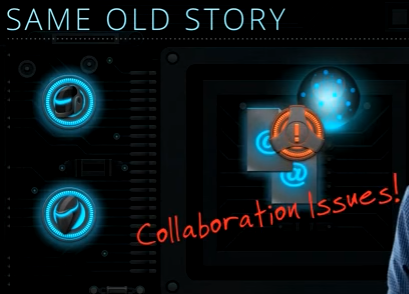 SAME OLD STORY
@
@
Collaboration Issues!